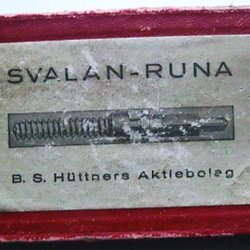 SVALAN-RUNA
B. S. Hüttners Aktiebolag